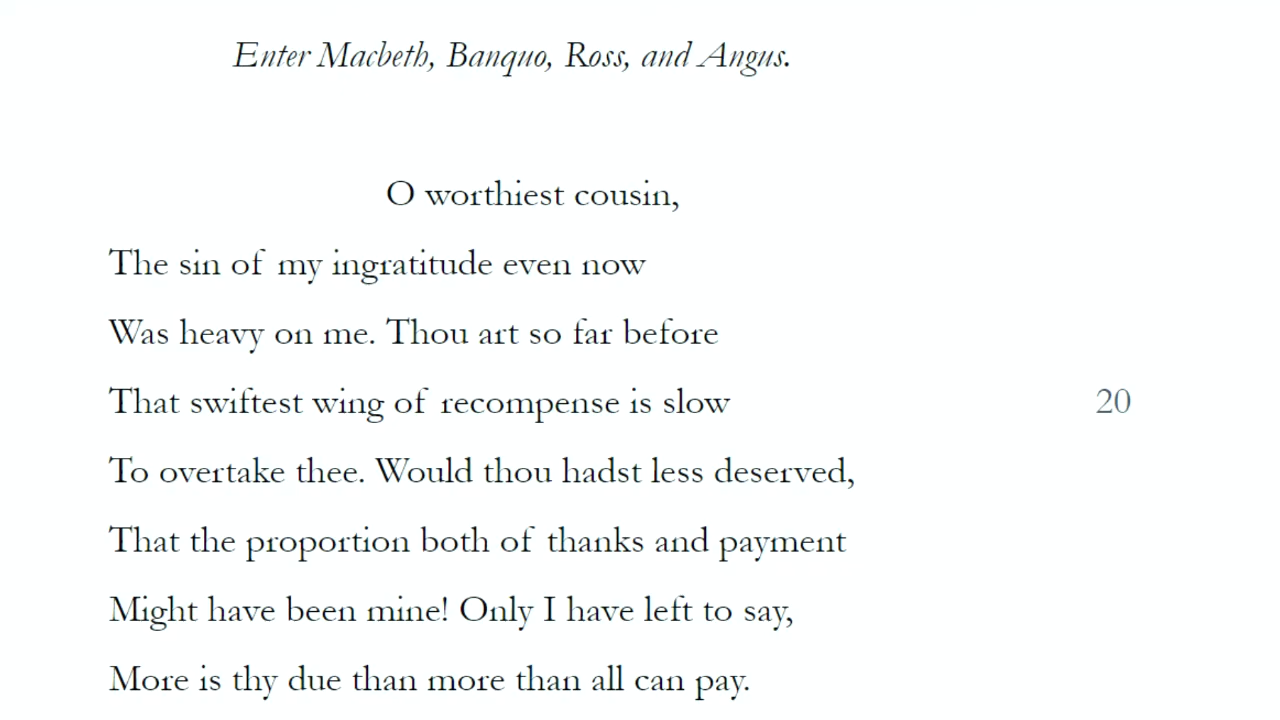 Enter Macbeth, Banquo, Ross, and Angus.
O worthiest cousin,
The sin of my ingratitude even now
Was heavy on me. Thou art so far before
That swiftest wing of recompense is slow 20
To overtake thee. Would thou hadst less deserved,
That the proportion both of thanks and payment
Might have been mine! Only I have left to say,
More is thy due than more than all can pay.